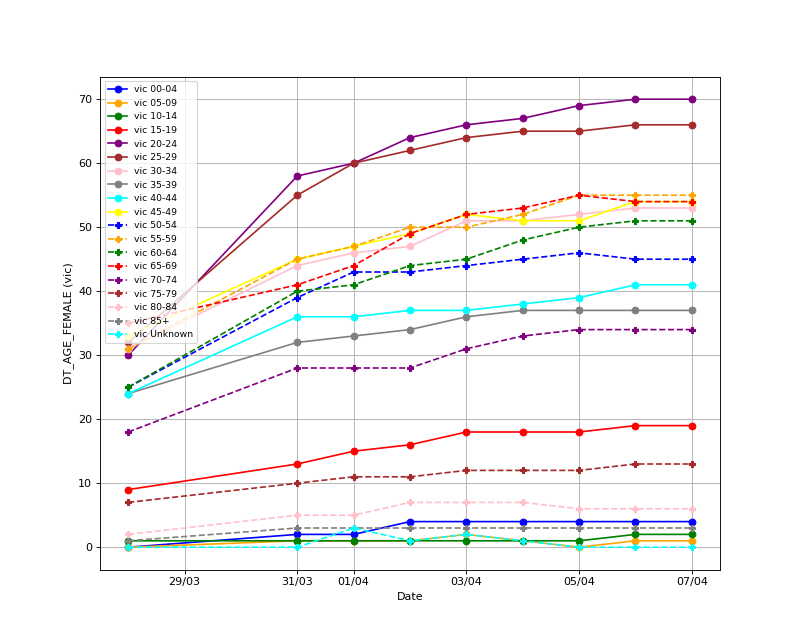 70
60
50
40
30
20
10
0
DT_AGE_FEMALE (vic)
vic 00-04
vic 05-09
vic 10-14
vic 15-19
vic 20-24
vic 25-29
vic 30-34
vic 35-39
vic 40-44
vic 45-49
vic 50-54
vic 55-59
vic 60-64
vic 65-69
vic 70-74
vic 75-79
vic 80-84
vic 85+
vic Unknown
29/03 31/03 01/04 03/04 05/04 07/04
Date